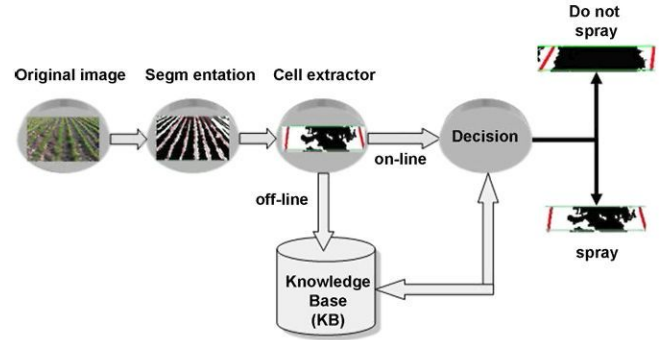 Do not
spray
Original image
Segm entation
Cell extractor
Decision
on-line
off-line
spray
Knowledge
Base
(KB)